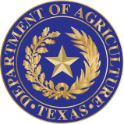 DEPARTMENT OF AGRICULTURE
TEXAS